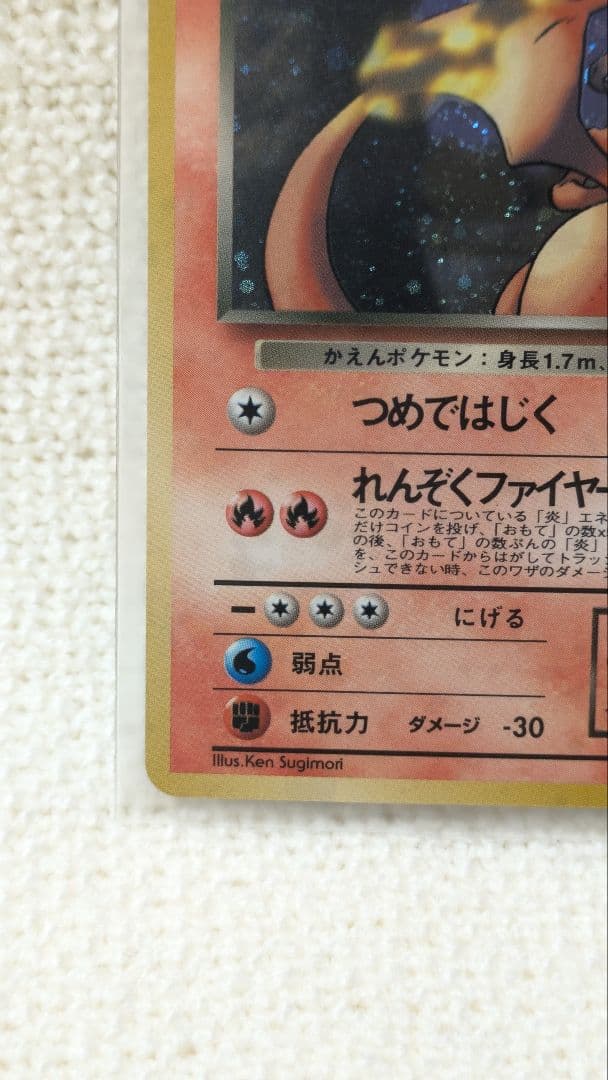 かえんポケモン：身長1.7m、
つめではじく
れんぞくファイヤー
このカードについている「炎」エネ
だけコインを投げ、「おもて」の数x
の後、「おもて」の数ぶんの「炎」
を、このカードからはがしてトラッ
シュできない時、このワザのダメージ
にげる
弱点
抵抗力 ダメージ -30
Illus.Ken Sugimori